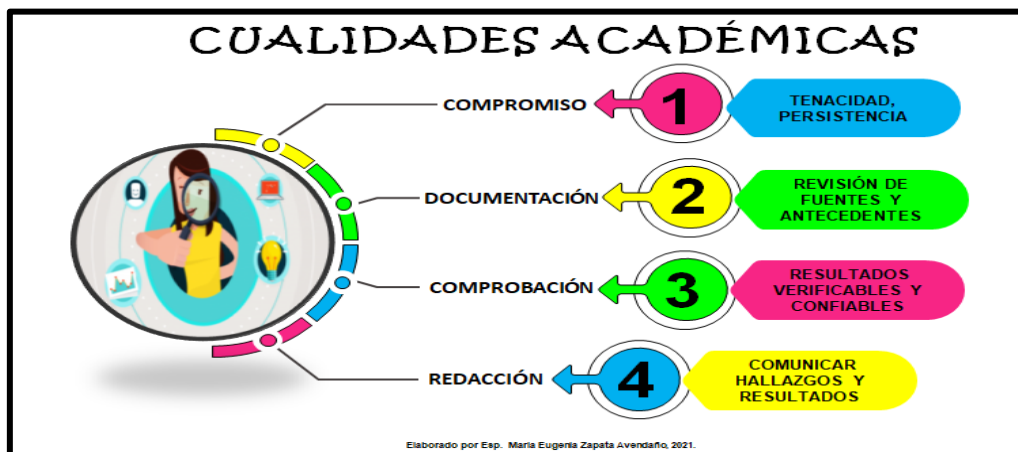 CUALIDADES ACADÉMICAS
COMPROMISO
1
TENACIDAD,
PERSISTENCIA
DOCUMENTACIÓN
2
REVISIÓN DE
FUENTES Y
ANTECEDENTES
COMPROBACIÓN
3
RESULTADOS
VERIFICABLES Y
CONFIABLES
REDACCIÓN
4
COMUNICAR
HALLAZGOS Y
RESULTADOS
Elaborado por Esp. Maria Eugenia Zapata Avendaño, 2021.